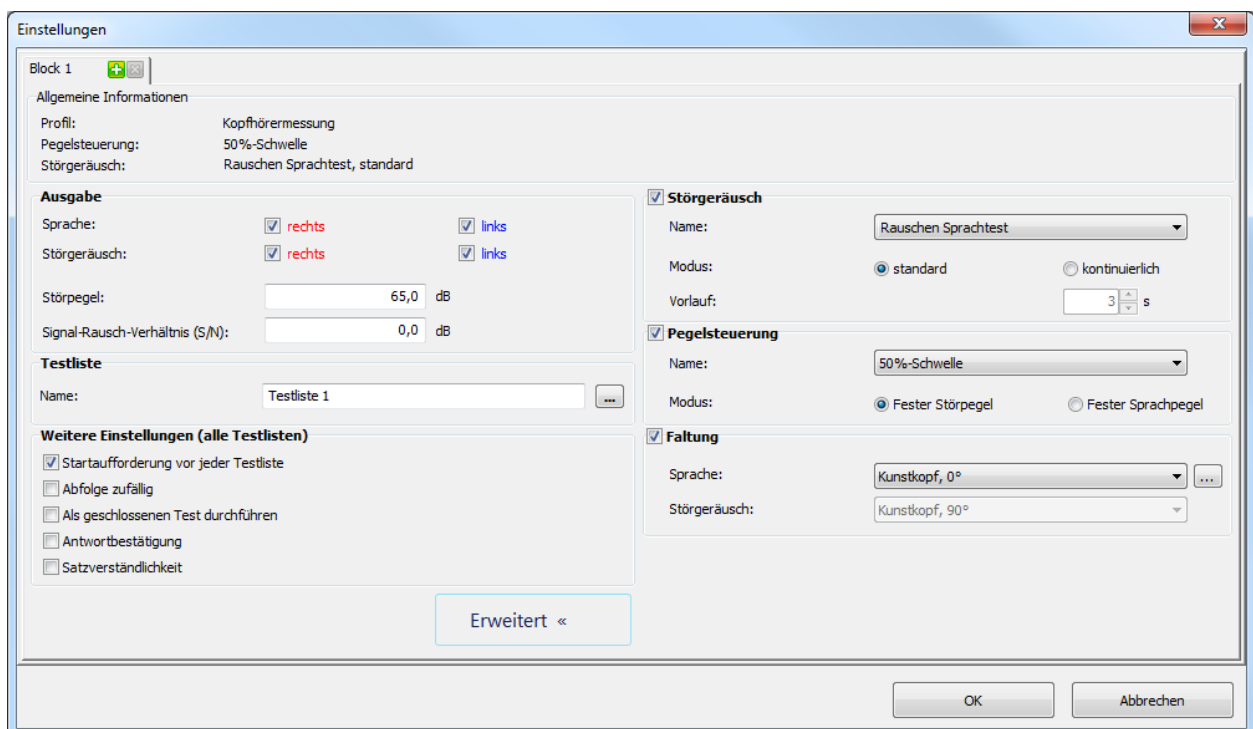 Einstellungen
Block 1
Allgemeine Informationen
Profil: Kopfhörermessung
Pegelsteuerung: 50%-Schwelle
Störgeräusch: Rauschen Sprachtest, standard
Ausgabe
Sprache: rechts links
Störgeräusch: rechts links
Störpegel: 65,0 dB
Signal-Rausch-Verhältnis (S/N): 0,0 dB
Testliste
Name: Testliste 1 ...
Weitere Einstellungen (alle Testlisten)
Startaufforderung vor jeder Testliste
Abfolge zufällig
Als geschlossenen Test durchführen
Antwortbestätigung
Satzverständlichkeit
Erweitert «
Störgeräusch
Name: Rauschen Sprachtest
Modus: standard kontinuierlich
Vorlauf: 3 s
Pegelsteuerung
Name: 50%-Schwelle
Modus: Fester Störpegel Fester Sprachpegel
Faltung
Sprache: Kunstkopf, 0° ...
Störgeräusch: Kunstkopf, 90°
OK Abbrechen